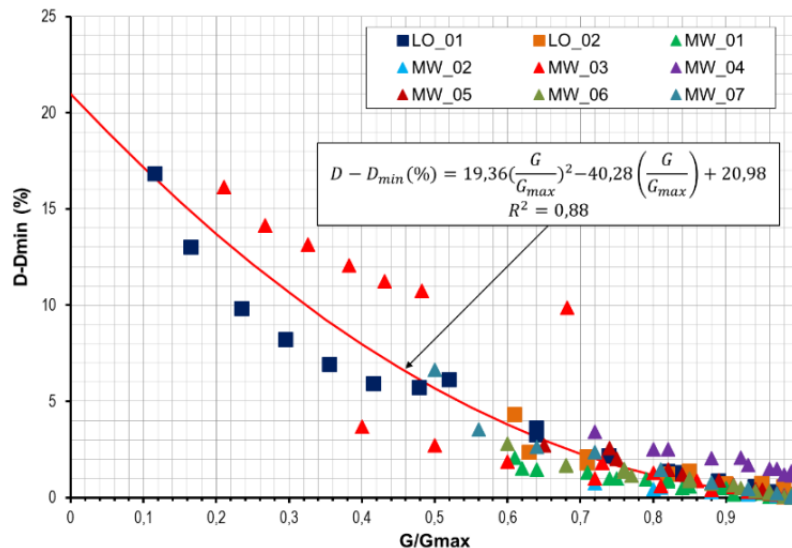 25
20
15
10
5
0
D-Dmin (%)
LO_01 LO_02 MW_01
MW_02 MW_03 MW_04
MW_05 MW_06 MW_07
D − D_min(%) = 19,36(G/G_max)² − 40,28(G/G_max) + 20,98
R² = 0,88
0 0,1 0,2 0,3 0,4 0,5 0,6 0,7 0,8 0,9
G/Gmax